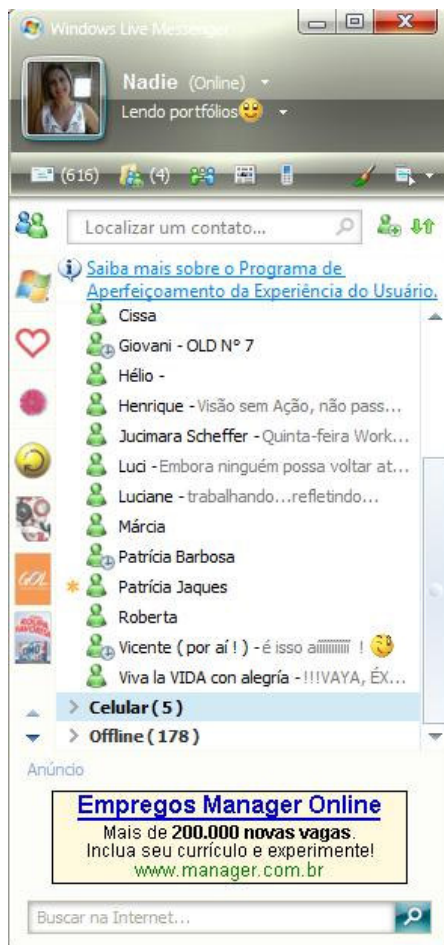 Windows Live Messenger
Nadie (Online)
Lendo portfólios
(616) (4)
Localizar um contato...
Saiba mais sobre o Programa de
Aperfeiçoamento da Experiência do Usuário.
Cissa
Giovani - OLD Nº 7
Hélio -
Henrique - Visão sem Ação, não pass...
Jucimara Scheffer - Quinta-feira Work...
Luci - Embora ninguém possa voltar at...
Luciane - trabalhando...refletindo...
Márcia
Patrícia Barbosa
Patrícia Jaques
Roberta
Vicente ( por aí ! ) - é isso !
Viva la VIDA con alegría - !!!VAYA, ÉX...
Celular ( 5 )
Offline ( 178 )
Anúncio
Empregos Manager Online
Mais de 200.000 novas vagas.
Inclua seu currículo e experimente!
www.manager.com.br
Buscar na Internet...
GOL